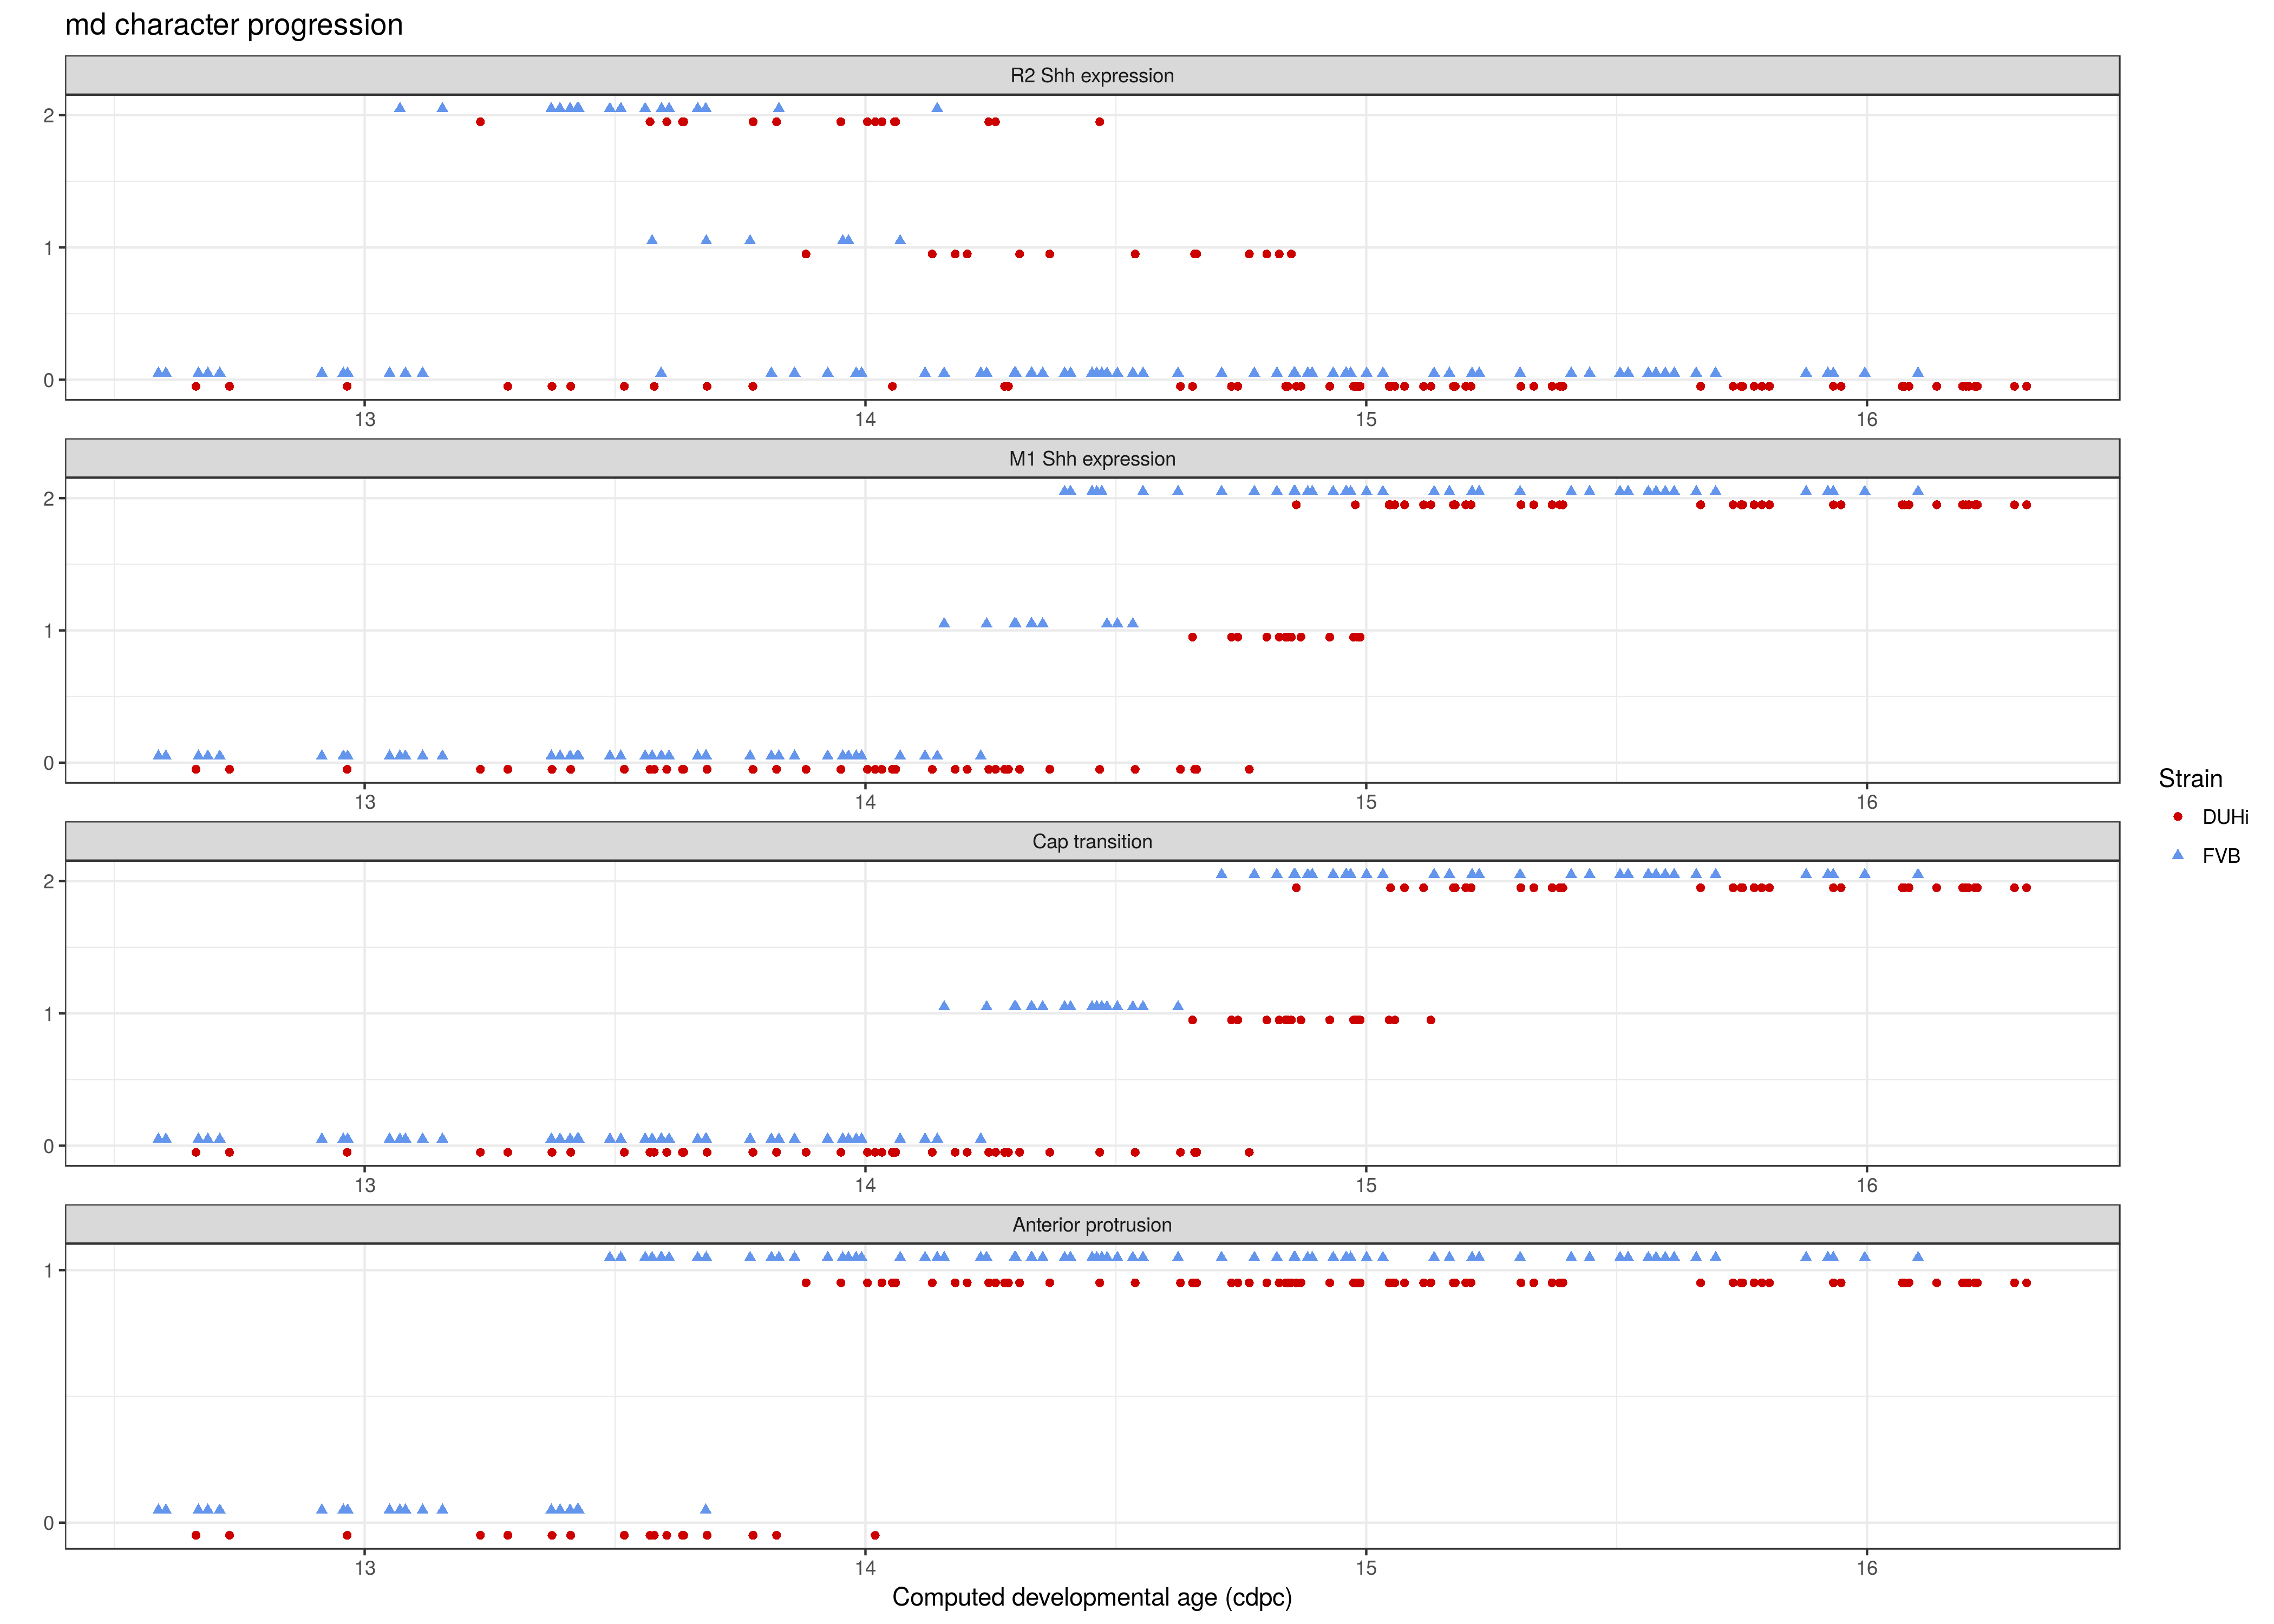 md character progression
R2 Shh expression
2
1
0
13 14 15 16
M1 Shh expression
2
1
0
13 14 15 16
Cap transition
2
1
0
13 14 15 16
Anterior protrusion
1
0
13 14 15 16
Computed developmental age (cdpc)
Strain
DUHi
FVB